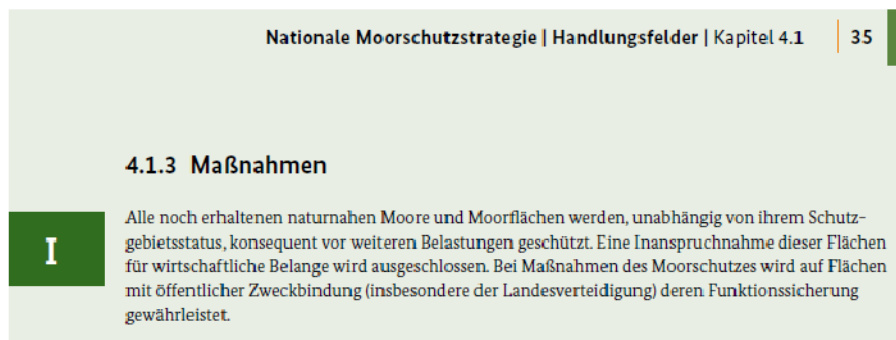 Nationale Moorschutzstrategie | Handlungsfelder | Kapitel 4.1 | 35
4.1.3 Maßnahmen
I
Alle noch erhaltenen naturnahen Moore und Moorflächen werden, unabhängig von ihrem Schutz-
gebietsstatus, konsequent vor weiteren Belastungen geschützt. Eine Inanspruchnahme dieser Flächen
für wirtschaftliche Belange wird ausgeschlossen. Bei Maßnahmen des Moorschutzes wird auf Flächen
mit öffentlicher Zweckbindung (insbesondere der Landesverteidigung) deren Funktionssicherung
gewährleistet.